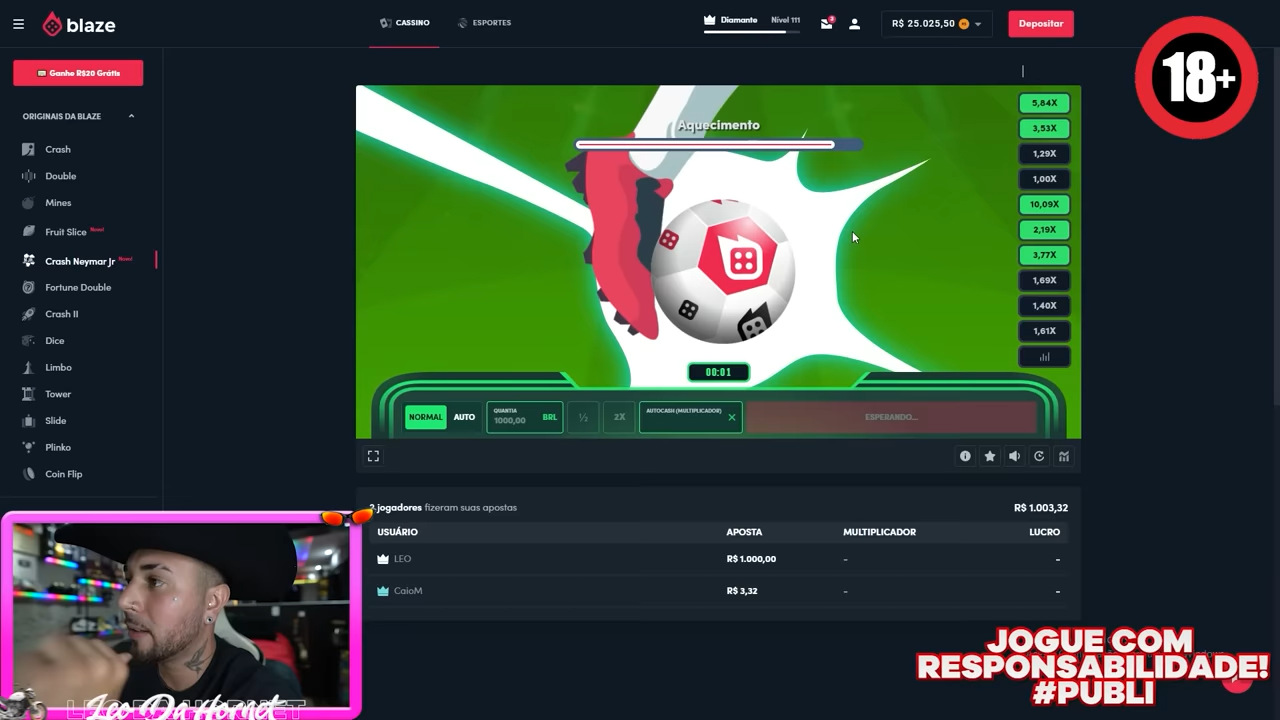 blaze
CASSINO
ESPORTES
Diamante Nível 111
R$ 25.025,50
Depositar
18+
Ganhe R$20 Grátis
ORIGINAIS DA BLAZE
Crash
Double
Mines
Fruit Slice
Crash Neymar Jr
Fortune Double
Crash II
Dice
Limbo
Tower
Slide
Plinko
Coin Flip
Aquecimento
5,84X
3,53X
1,29X
1,00X
10,09X
2,19X
3,77X
1,69X
1,40X
1,61X
00:01
NORMAL AUTO
QUANTIA
1000,00 BRL
½
2X
AUTOCASH (MULTIPLICADOR)
ESPERANDO...
jogadores fizeram suas apostas
R$ 1.003,32
USUÁRIO APOSTA MULTIPLICADOR LUCRO
LEO R$ 1.000,00 - -
CaioM R$ 3,32 - -
Leo Da Hornet
JOGUE COM
RESPONSABILIDADE!
#PUBLI